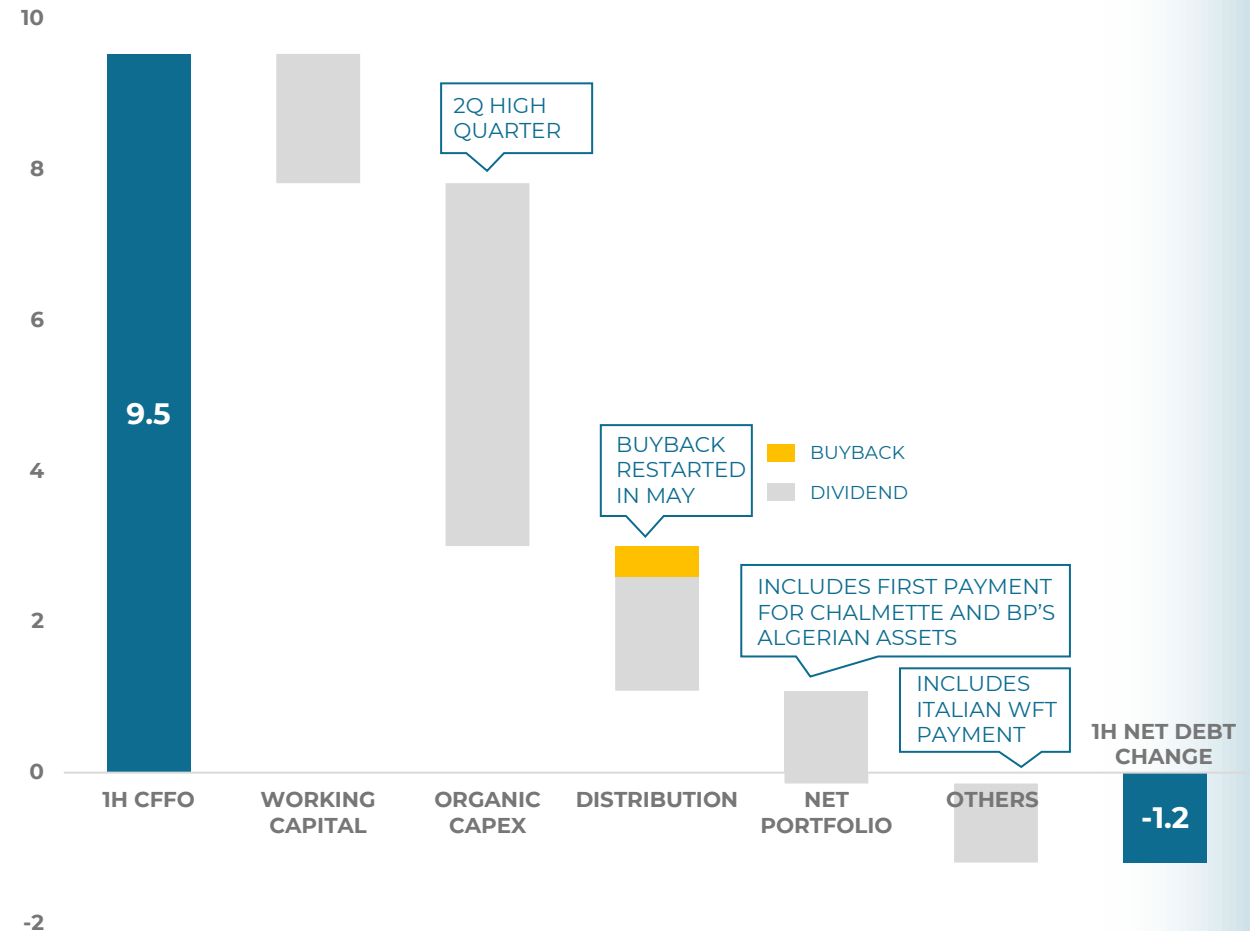 10
8
6
4
2
0
-2
9.5
2Q HIGH
QUARTER
BUYBACK
RESTARTED
IN MAY
BUYBACK
DIVIDEND
INCLUDES FIRST PAYMENT
FOR CHALMETTE AND BP’S
ALGERIAN ASSETS
INCLUDES
ITALIAN WFT
PAYMENT
1H NET DEBT
CHANGE
-1.2
1H CFFO
WORKING
CAPITAL
ORGANIC
CAPEX
DISTRIBUTION
NET
PORTFOLIO
OTHERS